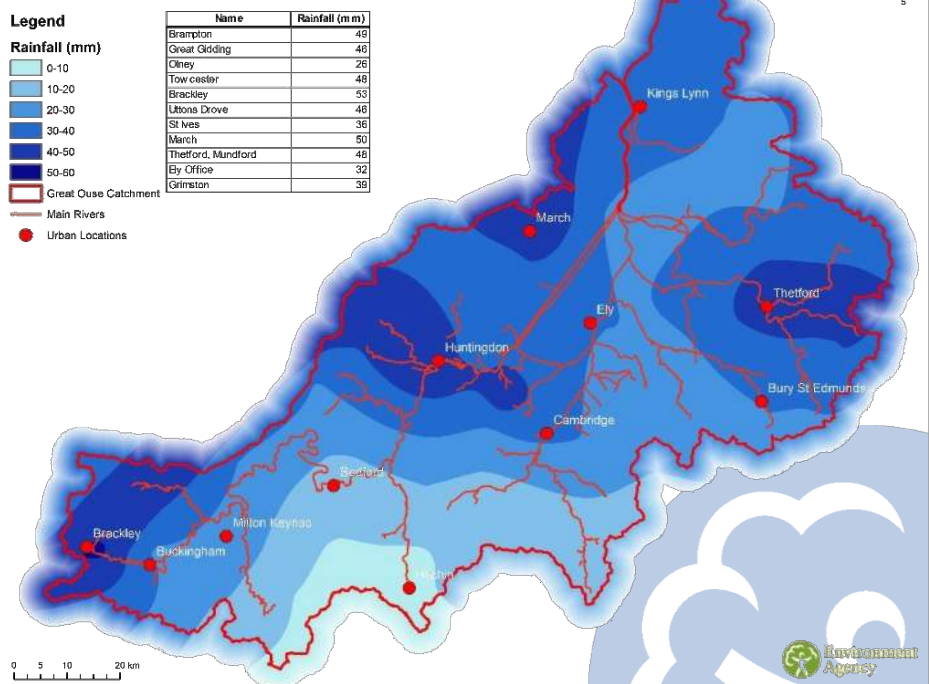 5
Legend
Rainfall (mm)
0-10
10-20
20-30
30-40
40-50
50-60
Great Ouse Catchment
Main Rivers
Urban Locations
Name Rainfall (mm)
Brampton 49
Great Gidding 46
Olney 26
Towcester 48
Brackley 53
Uttons Drove 46
St Ives 36
March 50
Thetford, Mundford 48
Ely Office 32
Grimston 39
Kings Lynn
March
Thetford
Ely
Huntingdon
Bury St Edmunds
Cambridge
Bedford
Milton Keynes
Brackley
Buckingham
Hitchin
0 5 10 20 km
Environment
Agency